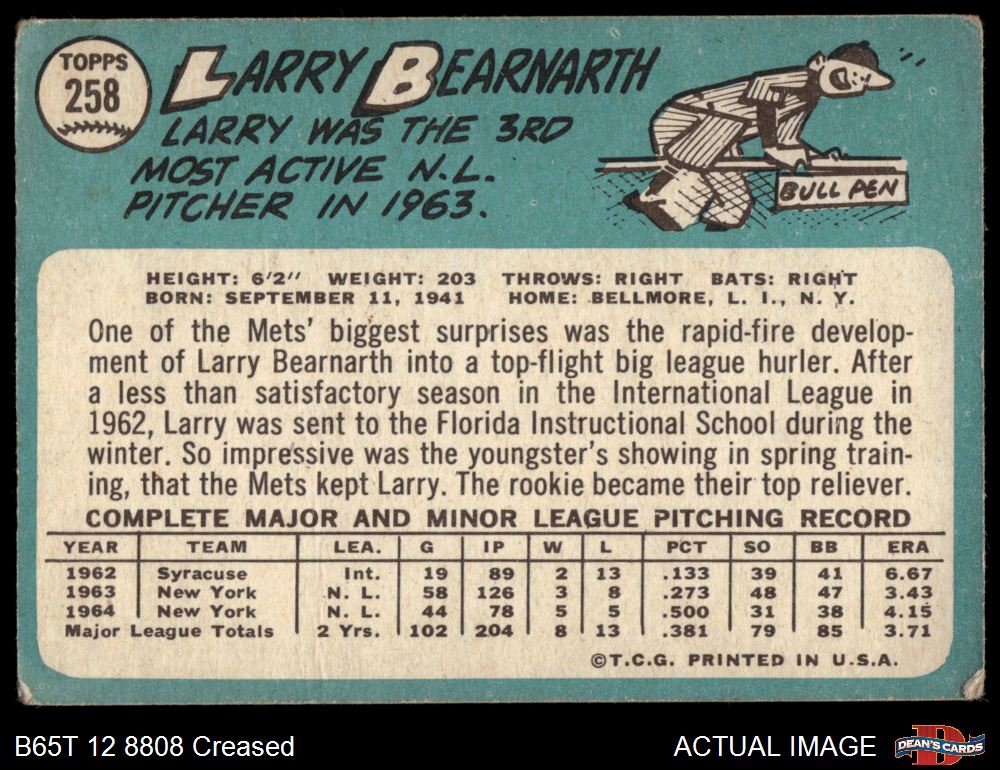 TOPPS
258
LARRY BEARNARTH
LARRY WAS THE 3RD
MOST ACTIVE N.L.
PITCHER IN 1963.
BULL PEN
HEIGHT: 6'2" WEIGHT: 203 THROWS: RIGHT BATS: RIGHT
BORN: SEPTEMBER 11, 1941 HOME: BELLMORE, L. I., N. Y.
One of the Mets' biggest surprises was the rapid-fire develop-
ment of Larry Bearnarth into a top-flight big league hurler. After
a less than satisfactory season in the International League in
1962, Larry was sent to the Florida Instructional School during the
winter. So impressive was the youngster's showing in spring train-
ing, that the Mets kept Larry. The rookie became their top reliever.
COMPLETE MAJOR AND MINOR LEAGUE PITCHING RECORD
YEAR TEAM LEA. G IP W L PCT SO BB ERA
1962 Syracuse Int. 19 89 2 13 .133 39 41 6.67
1963 New York N. L. 58 126 3 8 .273 48 47 3.43
1964 New York N. L. 44 78 5 5 .500 31 38 4.15
Major League Totals 2 Yrs. 102 204 8 13 .381 79 85 3.71
©T.C.G. PRINTED IN U.S.A.
B65T 12 8808 Creased
ACTUAL IMAGE
DEAN'S CARDS